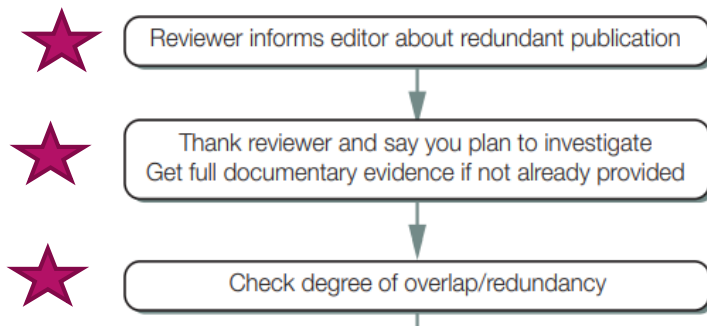 Reviewer informs editor about redundant publication
Thank reviewer and say you plan to investigate
Get full documentary evidence if not already provided
Check degree of overlap/redundancy